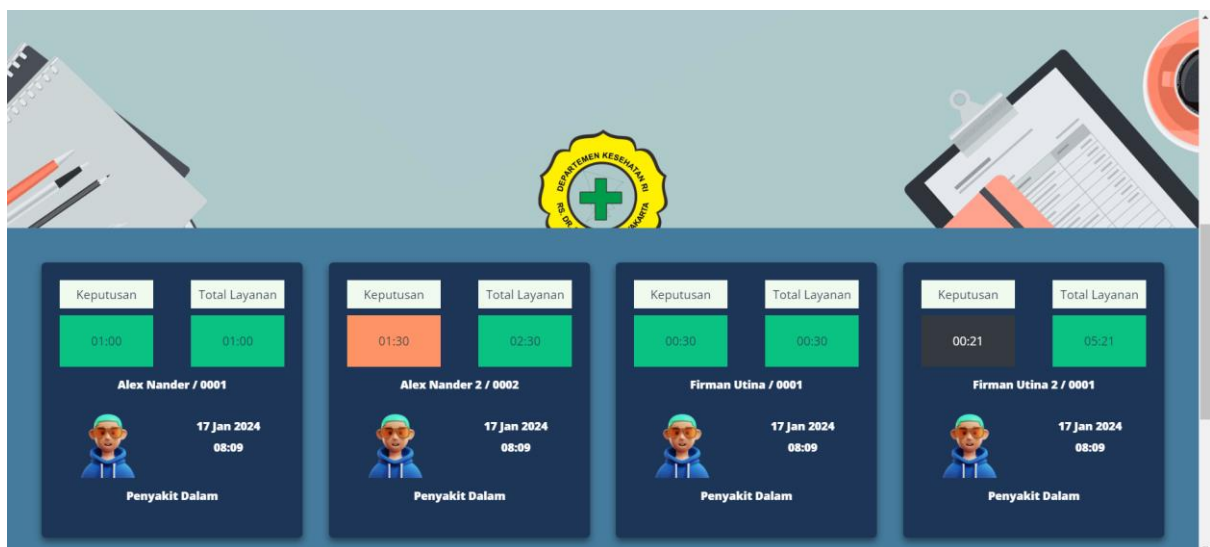 DEPARTEMEN KESEHATAN RI
RS. DR.
Keputusan Total Layanan
01:00 01:00
Alex Nander / 0001
17 Jan 2024
08:09
Penyakit Dalam
Keputusan Total Layanan
01:30 02:30
Alex Nander 2 / 0002
17 Jan 2024
08:09
Penyakit Dalam
Keputusan Total Layanan
00:30 00:30
Firman Utina / 0001
17 Jan 2024
08:09
Penyakit Dalam
Keputusan Total Layanan
00:21 05:21
Firman Utina 2 / 0001
17 Jan 2024
08:09
Penyakit Dalam